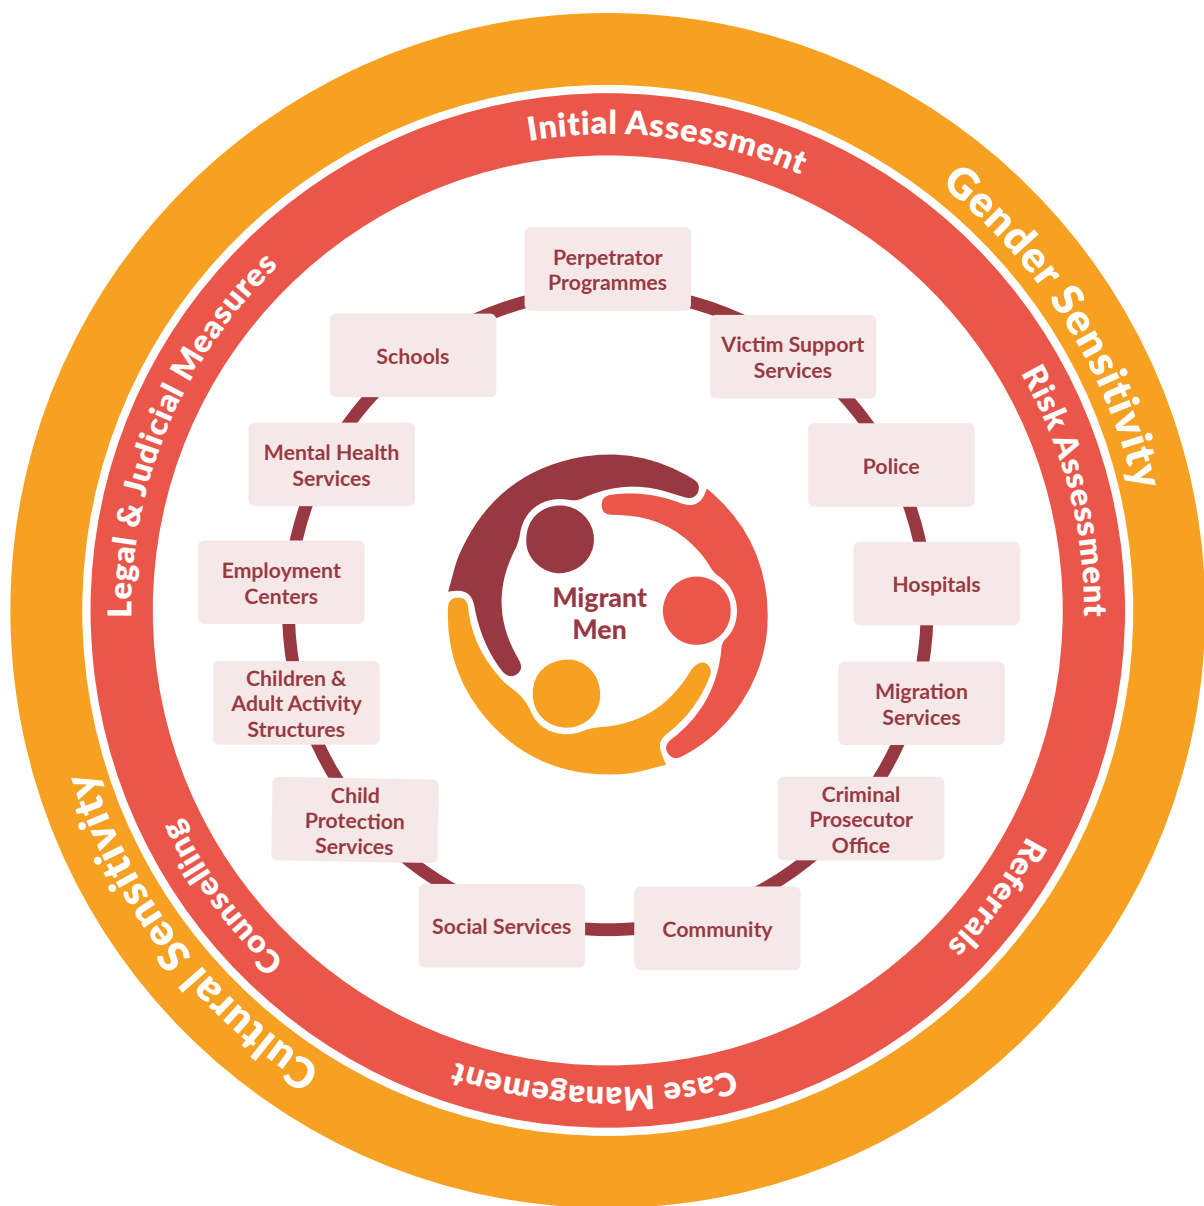 Gender Sensitivity
Cultural Sensitivity
Initial Assessment
Risk Assessment
Referrals
Case Management
Counselling
Legal & Judicial Measures
Perpetrator
Programmes
Victim Support
Services
Police
Hospitals
Migration
Services
Criminal
Prosecutor
Office
Community
Social Services
Child
Protection
Services
Children &
Adult Activity
Structures
Employment
Centers
Mental Health
Services
Schools
Migrant
Men